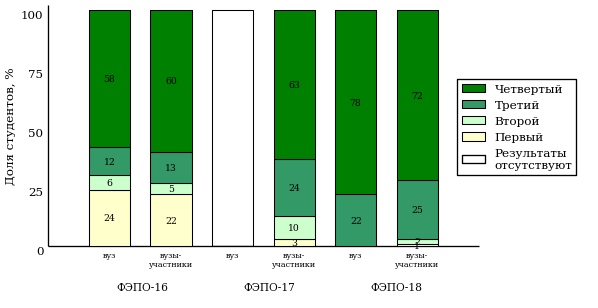 100
75
50
25
0
Доля студентов, %
58
12
6
24
60
13
5
22
63
24
10
3
78
22
72
25
2
1
вуз
вузы-
участники
вуз
вузы-
участники
вуз
вузы-
участники
ФЭПО-16
ФЭПО-17
ФЭПО-18
Четвертый
Третий
Второй
Первый
Результаты
отсутствуют